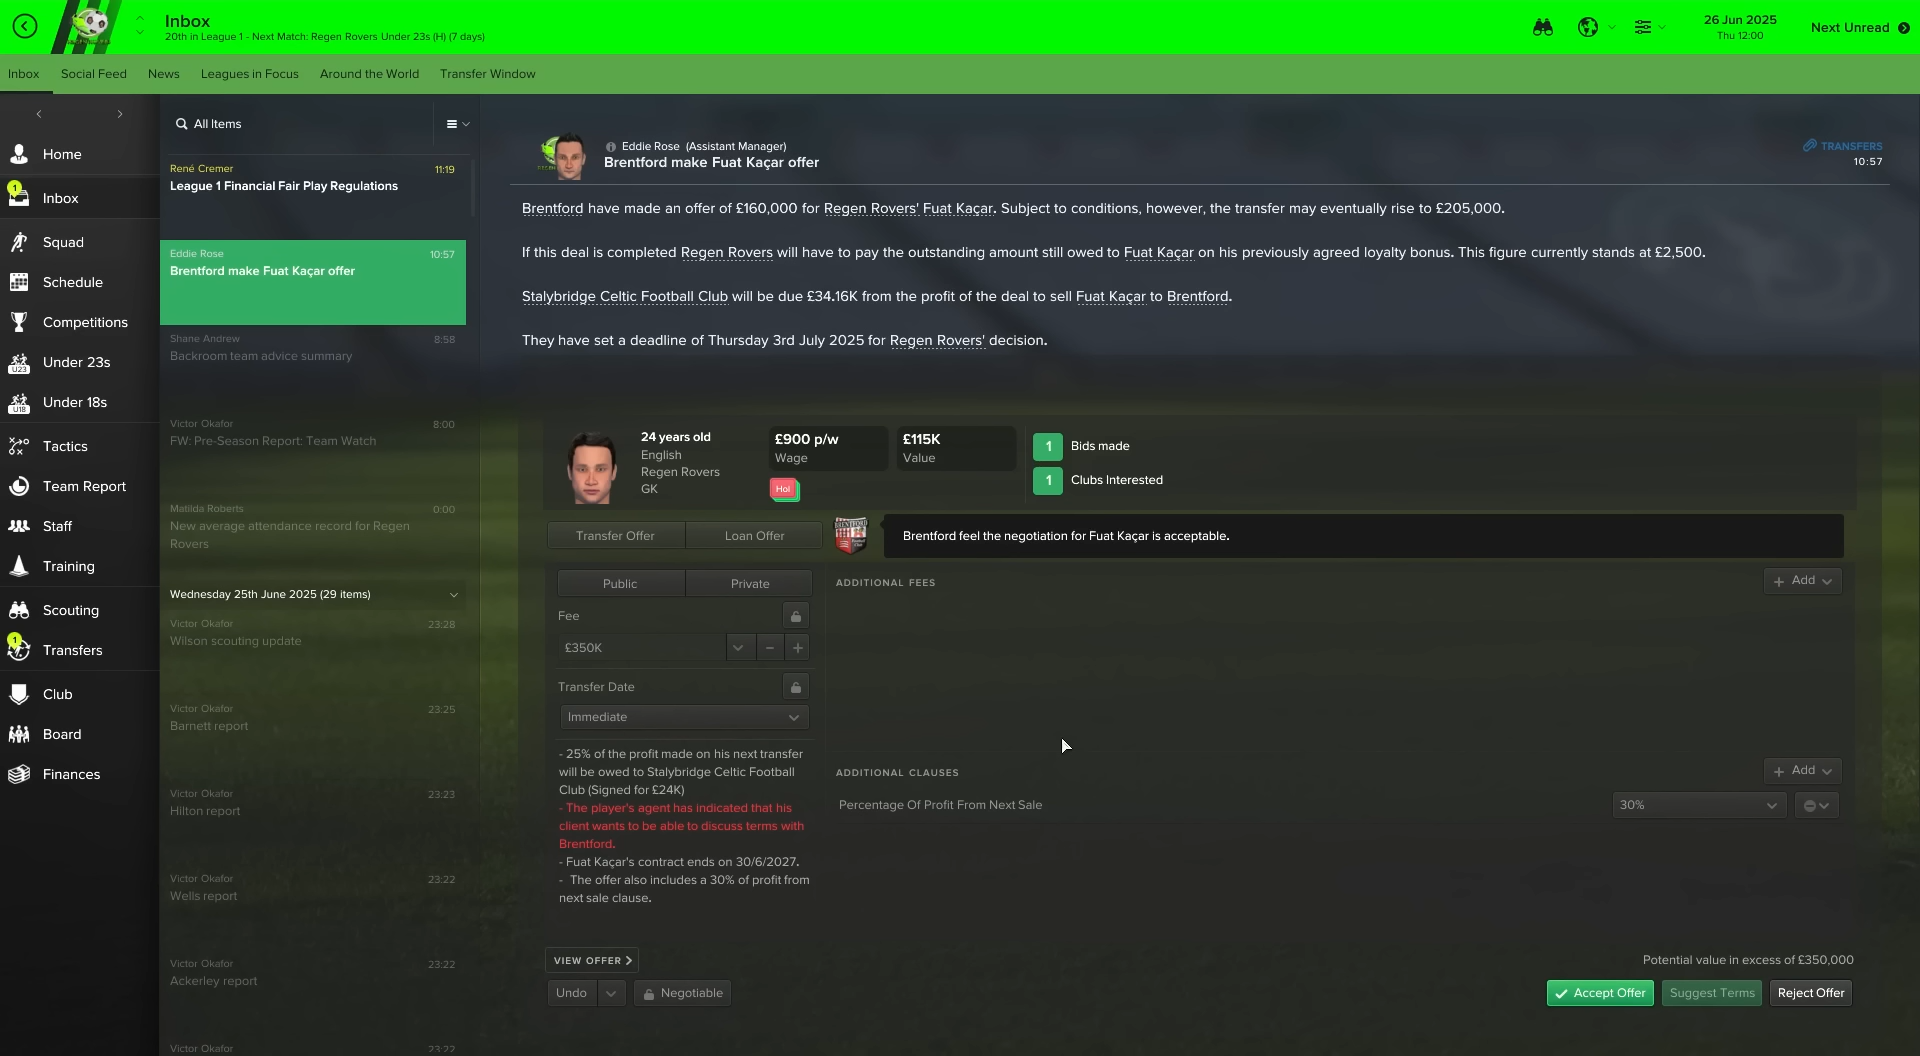 Inbox
20th in League 1 - Next Match: Regen Rovers Under 23s (H) (7 days)
26 Jun 2025
Thu 12:00
Next Unread
Inbox
Social Feed
News
Leagues in Focus
Around the World
Transfer Window
Home
1
Inbox
Squad
Schedule
Competitions
U23
Under 23s
U18
Under 18s
Tactics
Team Report
Staff
Training
Scouting
1
Transfers
Club
Board
Finances
All Items
René Cremer 11:19
League 1 Financial Fair Play Regulations
Eddie Rose 10:57
Brentford make Fuat Kaçar offer
Shane Andrew 8:58
Backroom team advice summary
Victor Okafor 8:00
FW: Pre-Season Report: Team Watch
Matilda Roberts 0:00
New average attendance record for Regen
Rovers
Wednesday 25th June 2025 (29 items)
Victor Okafor 23:28
Wilson scouting update
Victor Okafor 23:25
Barnett report
Victor Okafor 23:23
Hilton report
Victor Okafor 23:22
Wells report
Victor Okafor 23:22
Ackerley report
Victor Okafor 23:22
Eddie Rose (Assistant Manager)
Brentford make Fuat Kaçar offer
TRANSFERS
10:57
Brentford have made an offer of £160,000 for Regen Rovers' Fuat Kaçar. Subject to conditions, however, the transfer may eventually rise to £205,000.
If this deal is completed Regen Rovers will have to pay the outstanding amount still owed to Fuat Kaçar on his previously agreed loyalty bonus. This figure currently stands at £2,500.
Stalybridge Celtic Football Club will be due £34.16K from the profit of the deal to sell Fuat Kaçar to Brentford.
They have set a deadline of Thursday 3rd July 2025 for Regen Rovers' decision.
24 years old
English
Regen Rovers
GK
£900 p/w
Wage
Hol
£115K
Value
1 Bids made
1 Clubs Interested
Transfer Offer
Loan Offer
BRENTFORD
Brentford feel the negotiation for Fuat Kaçar is acceptable.
Public
Private
Fee
£350K
Transfer Date
Immediate
- 25% of the profit made on his next transfer
will be owed to Stalybridge Celtic Football
Club (Signed for £24K)
- The player's agent has indicated that his
client wants to be able to discuss terms with
Brentford.
- Fuat Kaçar's contract ends on 30/6/2027.
- The offer also includes a 30% of profit from
next sale clause.
ADDITIONAL FEES
Add
ADDITIONAL CLAUSES
Add
Percentage Of Profit From Next Sale
30%
VIEW OFFER
Undo
Negotiable
Potential value in excess of £350,000
Accept Offer
Suggest Terms
Reject Offer